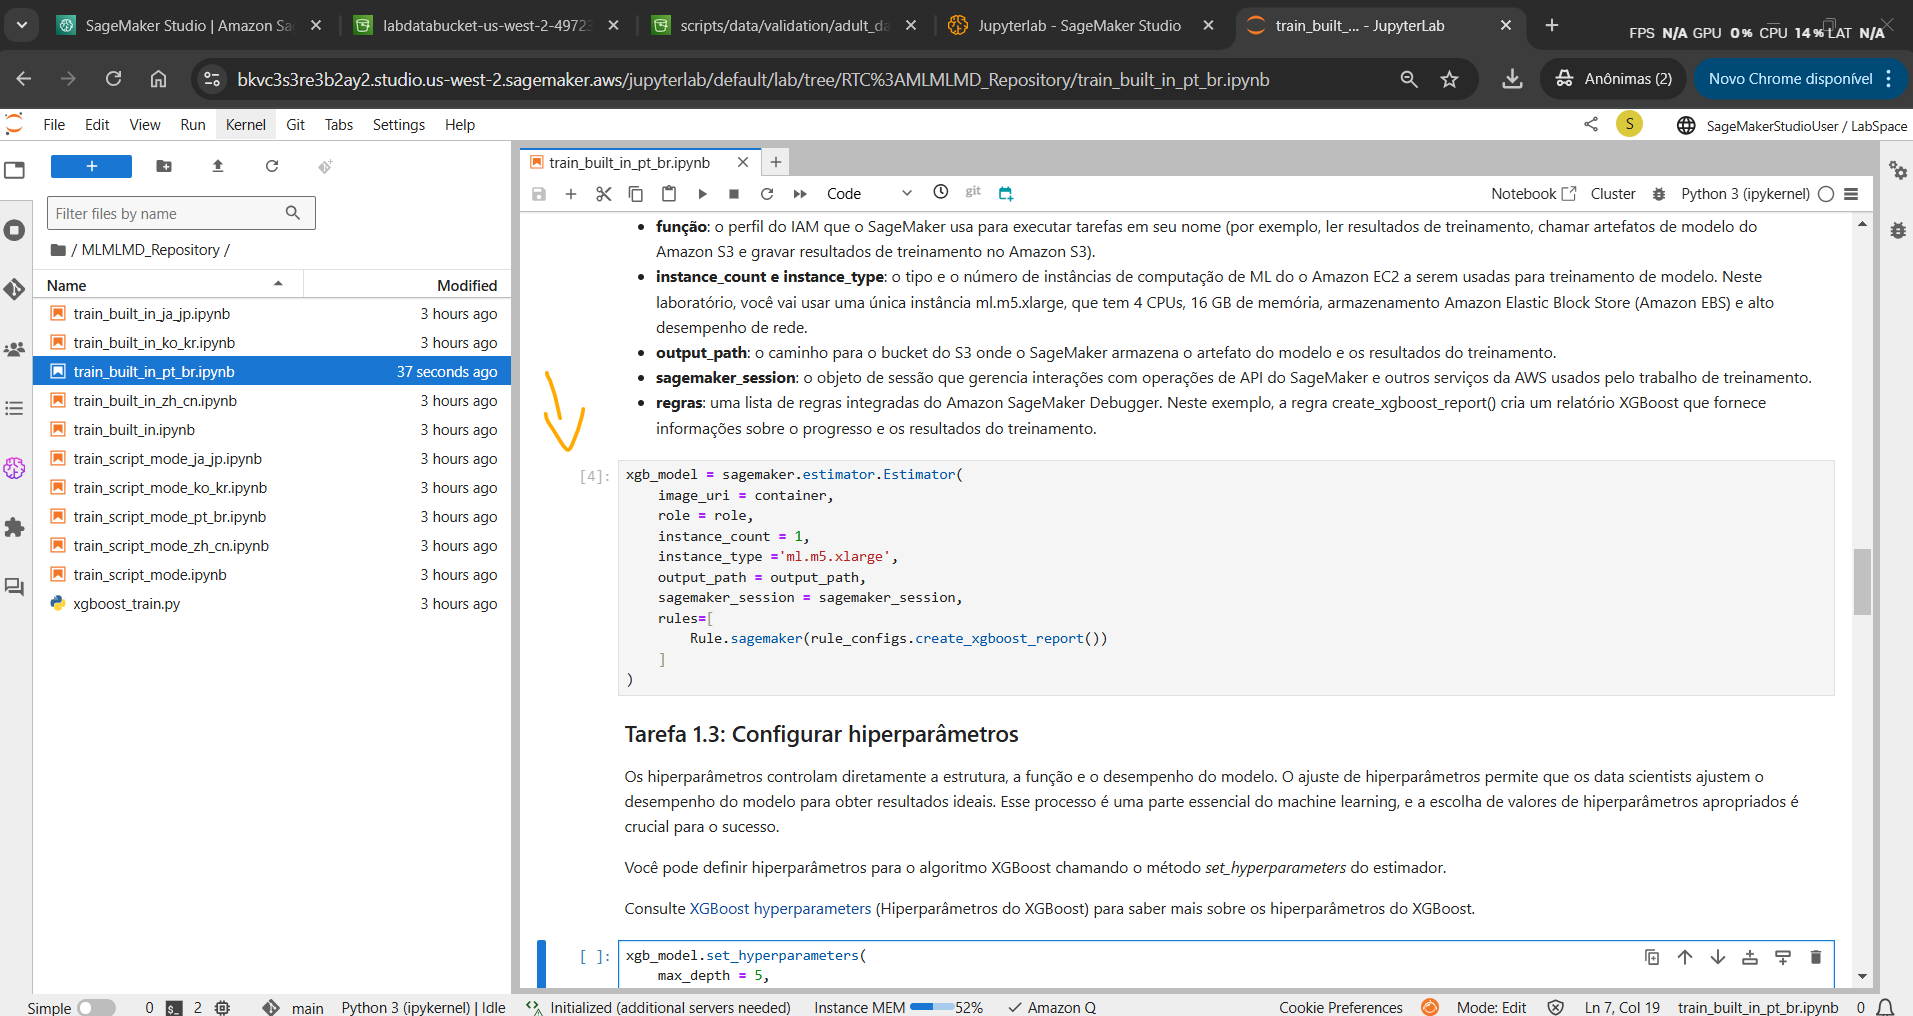 SageMaker Studio | Amazon Sa
labdatabucket-us-west-2-49723
scripts/data/validation/adult_da
Jupyterlab - SageMaker Studio
train_built_... - JupyterLab
FPS N/A GPU 0% CPU 14% LAT N/A
bkvc3s3re3b2ay2.studio.us-west-2.sagemaker.aws/jupyterlab/default/lab/tree/RTC%3AMLMLMD_Repository/train_built_in_pt_br.ipynb
Anônimas (2)
Novo Chrome disponível
File Edit View Run Kernel Git Tabs Settings Help
S
SageMakerStudioUser / LabSpace
train_built_in_pt_br.ipynb
Code
git
Notebook
Cluster
Python 3 (ipykernel)
Filter files by name
/ MLMLMD_Repository /
Name Modified
train_built_in_ja_jp.ipynb 3 hours ago
train_built_in_ko_kr.ipynb 3 hours ago
train_built_in_pt_br.ipynb 37 seconds ago
train_built_in_zh_cn.ipynb 3 hours ago
train_built_in.ipynb 3 hours ago
train_script_mode_ja_jp.ipynb 3 hours ago
train_script_mode_ko_kr.ipynb 3 hours ago
train_script_mode_pt_br.ipynb 3 hours ago
train_script_mode_zh_cn.ipynb 3 hours ago
train_script_mode.ipynb 3 hours ago
xgboost_train.py 3 hours ago
• função: o perfil do IAM que o SageMaker usa para executar tarefas em seu nome (por exemplo, ler resultados de treinamento, chamar artefatos de modelo do
Amazon S3 e gravar resultados de treinamento no Amazon S3).
• instance_count e instance_type: o tipo e o número de instâncias de computação de ML do o Amazon EC2 a serem usadas para treinamento de modelo. Neste
laboratório, você vai usar uma única instância ml.m5.xlarge, que tem 4 CPUs, 16 GB de memória, armazenamento Amazon Elastic Block Store (Amazon EBS) e alto
desempenho de rede.
• output_path: o caminho para o bucket do S3 onde o SageMaker armazena o artefato do modelo e os resultados do treinamento.
• sagemaker_session: o objeto de sessão que gerencia interações com operações de API do SageMaker e outros serviços da AWS usados pelo trabalho de treinamento.
• regras: uma lista de regras integradas do Amazon SageMaker Debugger. Neste exemplo, a regra create_xgboost_report() cria um relatório XGBoost que fornece
informações sobre o progresso e os resultados do treinamento.
[4]: xgb_model = sagemaker.estimator.Estimator(
image_uri = container,
role = role,
instance_count = 1,
instance_type ='ml.m5.xlarge',
output_path = output_path,
sagemaker_session = sagemaker_session,
rules=[
Rule.sagemaker(rule_configs.create_xgboost_report())
]
)
Tarefa 1.3: Configurar hiperparâmetros
Os hiperparâmetros controlam diretamente a estrutura, a função e o desempenho do modelo. O ajuste de hiperparâmetros permite que os data scientists ajustem o
desempenho do modelo para obter resultados ideais. Esse processo é uma parte essencial do machine learning, e a escolha de valores de hiperparâmetros apropriados é
crucial para o sucesso.
Você pode definir hiperparâmetros para o algoritmo XGBoost chamando o método set_hyperparameters do estimador.
Consulte XGBoost hyperparameters (Hiperparâmetros do XGBoost) para saber mais sobre os hiperparâmetros do XGBoost.
[ ]: xgb_model.set_hyperparameters(
max_depth = 5,
Simple 0 2 main Python 3 (ipykernel) | Idle Initialized (additional servers needed) Instance MEM 52% Amazon Q Cookie Preferences Mode: Edit Ln 7, Col 19 train_built_in_pt_br.ipynb 0